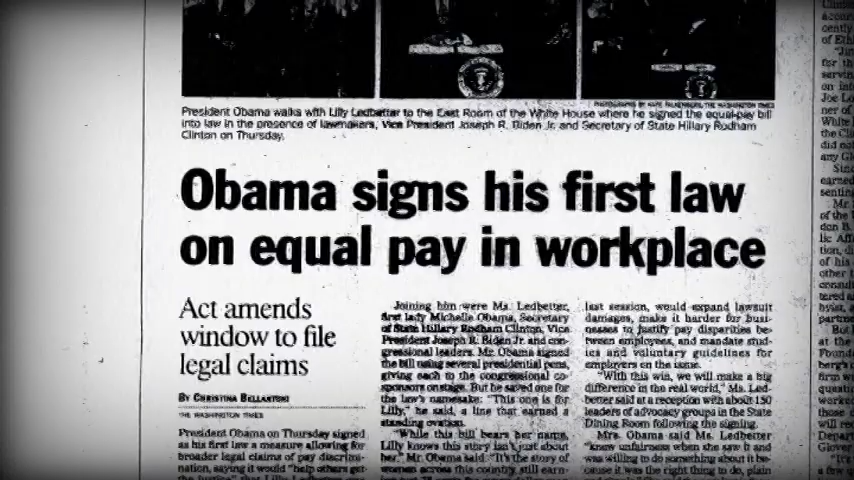 PHOTOGRAPHS BY THE WASHINGTON TIMES
President Obama walks with Lilly Ledbetter to the East Room of the White House where he signed the equal-pay bill
into law in the presence of lawmakers, Vice President Joseph R. Biden Jr. and Secretary of State Hillary Rodham
Clinton on Thursday.
Obama signs his first law
on equal pay in workplace
Act amends
window to file
legal claims
BY CHRISTINA BELLANTONI
THE WASHINGTON TIMES
President Obama on Thursday signed
as his first law a measure allowing for
broader legal claims of pay discrimi-
nation, saying it would "help others get
Joining him were Ms. Ledbetter,
first lady Michelle Obama, Secretary
of State Hillary Rodham Clinton, Vice
President Joseph R. Biden Jr. and con-
gressional leaders. Mr. Obama signed
the bill using several presidential pens,
giving each to the congressional co-
sponsors onstage. But he saved one for
the law's namesake: "This one is for
Lilly," he said, a line that earned a
standing ovation.
"While this bill bears her name,
Lilly knows this story isn't just about
her," Mr. Obama said. "It's the story of
women across this country still earn-
last session, would expand lawsuit
damages, make it harder for busi-
nesses to justify pay disparities be-
tween employees, and mandate stud-
ies and voluntary guidelines for
employers on the issue.
"With this win, we will make a big
difference in the real world," Ms. Led-
better said at a reception with about 150
leaders of advocacy groups in the State
Dining Room following the signing.
Mrs. Obama said Ms. Ledbetter
"knew unfairness when she saw it and
was willing to do something about it be-
cause it was the right thing to do, plain